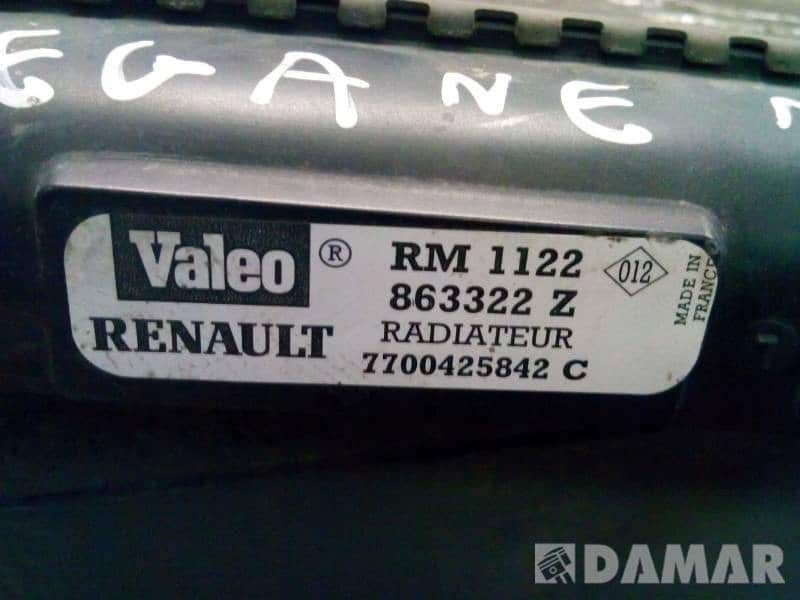 EGANE
Valeo ® RM 1122 012
863322 Z
RENAULT RADIATEUR
7700425842 C
MADE IN
FRANCE
DAMAR